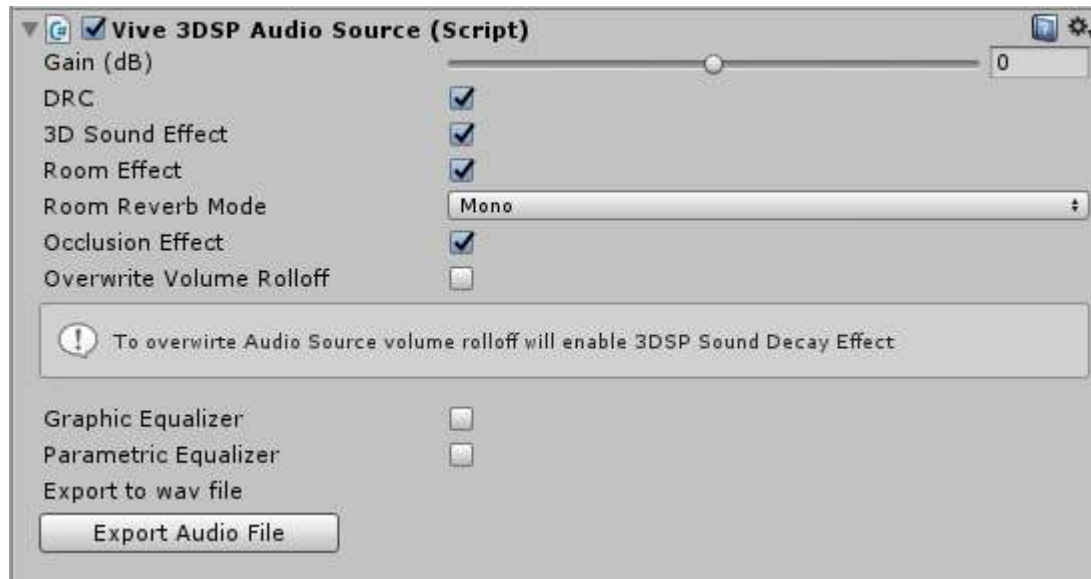 Vive 3DSP Audio Source (Script)
Gain (dB) 0
DRC
3D Sound Effect
Room Effect
Room Reverb Mode Mono
Occlusion Effect
Overwrite Volume Rolloff
To overwirte Audio Source volume rolloff will enable 3DSP Sound Decay Effect
Graphic Equalizer
Parametric Equalizer
Export to wav file
Export Audio File